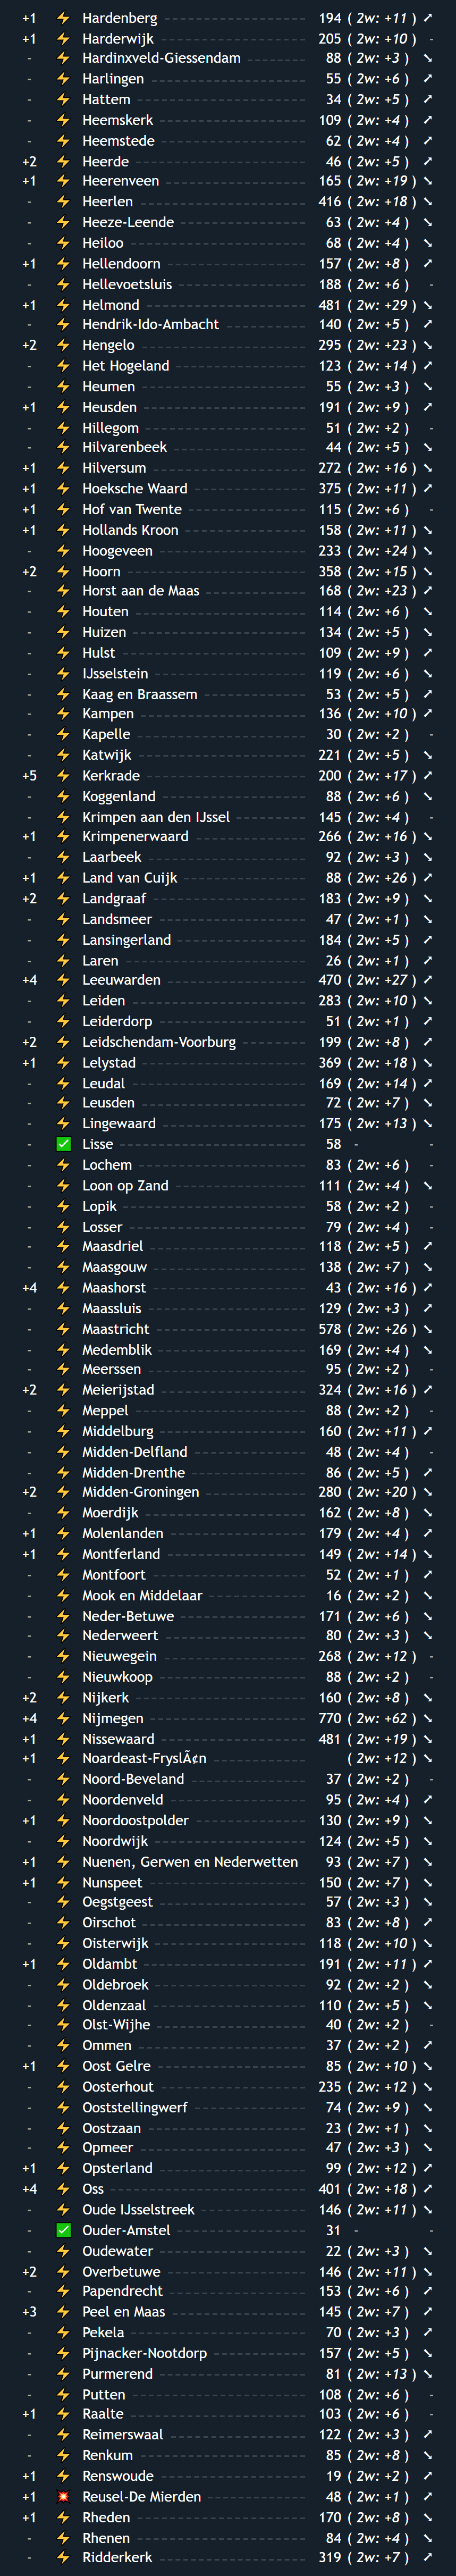 +1 ⚡ Hardenberg 194 ( 2w: +11 ) ➚
+1 ⚡ Harderwijk 205 ( 2w: +10 ) -
- ⚡ Hardinxveld-Giessendam 88 ( 2w: +3 ) ➘
- ⚡ Harlingen 55 ( 2w: +6 ) ➚
- ⚡ Hattem 34 ( 2w: +5 ) ➚
- ⚡ Heemskerk 109 ( 2w: +4 ) ➚
- ⚡ Heemstede 62 ( 2w: +4 ) ➚
+2 ⚡ Heerde 46 ( 2w: +5 ) ➚
+1 ⚡ Heerenveen 165 ( 2w: +19 ) ➘
- ⚡ Heerlen 416 ( 2w: +18 ) ➘
- ⚡ Heeze-Leende 63 ( 2w: +4 ) ➘
- ⚡ Heiloo 68 ( 2w: +4 ) ➘
+1 ⚡ Hellendoorn 157 ( 2w: +8 ) ➚
- ⚡ Hellevoetsluis 188 ( 2w: +6 ) -
+1 ⚡ Helmond 481 ( 2w: +29 ) ➘
- ⚡ Hendrik-Ido-Ambacht 140 ( 2w: +5 ) ➚
+2 ⚡ Hengelo 295 ( 2w: +23 ) ➘
- ⚡ Het Hogeland 123 ( 2w: +14 ) ➚
- ⚡ Heumen 55 ( 2w: +3 ) ➘
+1 ⚡ Heusden 191 ( 2w: +9 ) ➚
- ⚡ Hillegom 51 ( 2w: +2 ) -
- ⚡ Hilvarenbeek 44 ( 2w: +5 ) ➘
+1 ⚡ Hilversum 272 ( 2w: +16 ) ➘
+1 ⚡ Hoeksche Waard 375 ( 2w: +11 ) ➚
+1 ⚡ Hof van Twente 115 ( 2w: +6 ) -
+1 ⚡ Hollands Kroon 158 ( 2w: +11 ) ➘
- ⚡ Hoogeveen 233 ( 2w: +24 ) ➘
+2 ⚡ Hoorn 358 ( 2w: +15 ) ➘
- ⚡ Horst aan de Maas 168 ( 2w: +23 ) ➚
- ⚡ Houten 114 ( 2w: +6 ) ➘
- ⚡ Huizen 134 ( 2w: +5 ) ➘
- ⚡ Hulst 109 ( 2w: +9 ) ➚
- ⚡ IJsselstein 119 ( 2w: +6 ) ➘
- ⚡ Kaag en Braassem 53 ( 2w: +5 ) ➚
- ⚡ Kampen 136 ( 2w: +10 ) ➚
- ⚡ Kapelle 30 ( 2w: +2 ) -
- ⚡ Katwijk 221 ( 2w: +5 ) ➘
+5 ⚡ Kerkrade 200 ( 2w: +17 ) ➚
- ⚡ Koggenland 88 ( 2w: +6 ) ➘
- ⚡ Krimpen aan den IJssel 145 ( 2w: +4 ) -
+1 ⚡ Krimpenerwaard 266 ( 2w: +16 ) ➘
- ⚡ Laarbeek 92 ( 2w: +3 ) ➘
+1 ⚡ Land van Cuijk 88 ( 2w: +26 ) ➚
+2 ⚡ Landgraaf 183 ( 2w: +9 ) ➘
- ⚡ Landsmeer 47 ( 2w: +1 ) ➘
- ⚡ Lansingerland 184 ( 2w: +5 ) ➚
- ⚡ Laren 26 ( 2w: +1 ) ➚
+4 ⚡ Leeuwarden 470 ( 2w: +27 ) ➚
- ⚡ Leiden 283 ( 2w: +10 ) ➘
- ⚡ Leiderdorp 51 ( 2w: +1 ) ➚
+2 ⚡ Leidschendam-Voorburg 199 ( 2w: +8 ) ➚
+1 ⚡ Lelystad 369 ( 2w: +18 ) ➘
- ⚡ Leudal 169 ( 2w: +14 ) ➚
- ⚡ Leusden 72 ( 2w: +7 ) ➘
- ⚡ Lingewaard 175 ( 2w: +13 ) ➘
- ✅ Lisse 58 - -
- ⚡ Lochem 83 ( 2w: +6 ) -
- ⚡ Loon op Zand 111 ( 2w: +4 ) ➘
- ⚡ Lopik 58 ( 2w: +2 ) -
- ⚡ Losser 79 ( 2w: +4 ) -
- ⚡ Maasdriel 118 ( 2w: +5 ) ➚
- ⚡ Maasgouw 138 ( 2w: +7 ) ➘
+4 ⚡ Maashorst 43 ( 2w: +16 ) ➚
- ⚡ Maassluis 129 ( 2w: +3 ) ➚
- ⚡ Maastricht 578 ( 2w: +26 ) ➘
- ⚡ Medemblik 169 ( 2w: +4 ) ➘
- ⚡ Meerssen 95 ( 2w: +2 ) -
+2 ⚡ Meierijstad 324 ( 2w: +16 ) ➚
- ⚡ Meppel 88 ( 2w: +2 ) -
- ⚡ Middelburg 160 ( 2w: +11 ) ➚
- ⚡ Midden-Delfland 48 ( 2w: +4 ) -
- ⚡ Midden-Drenthe 86 ( 2w: +5 ) ➚
+2 ⚡ Midden-Groningen 280 ( 2w: +20 ) ➘
- ⚡ Moerdijk 162 ( 2w: +8 ) ➘
+1 ⚡ Molenlanden 179 ( 2w: +4 ) ➚
+1 ⚡ Montferland 149 ( 2w: +14 ) ➘
- ⚡ Montfoort 52 ( 2w: +1 ) ➚
- ⚡ Mook en Middelaar 16 ( 2w: +2 ) ➘
- ⚡ Neder-Betuwe 171 ( 2w: +6 ) ➘
- ⚡ Nederweert 80 ( 2w: +3 ) ➘
- ⚡ Nieuwegein 268 ( 2w: +12 ) -
- ⚡ Nieuwkoop 88 ( 2w: +2 ) -
+2 ⚡ Nijkerk 160 ( 2w: +8 ) ➘
+4 ⚡ Nijmegen 770 ( 2w: +62 ) ➘
+1 ⚡ Nissewaard 481 ( 2w: +19 ) ➘
+1 ⚡ Noardeast-FryslÃ¢n ( 2w: +12 ) ➘
- ⚡ Noord-Beveland 37 ( 2w: +2 ) -
- ⚡ Noordenveld 95 ( 2w: +4 ) ➚
+1 ⚡ Noordoostpolder 130 ( 2w: +9 ) ➘
- ⚡ Noordwijk 124 ( 2w: +5 ) ➘
+1 ⚡ Nuenen, Gerwen en Nederwetten 93 ( 2w: +7 ) ➘
+1 ⚡ Nunspeet 150 ( 2w: +7 ) ➘
- ⚡ Oegstgeest 57 ( 2w: +3 ) ➘
- ⚡ Oirschot 83 ( 2w: +8 ) ➚
- ⚡ Oisterwijk 118 ( 2w: +10 ) ➘
+1 ⚡ Oldambt 191 ( 2w: +11 ) ➚
- ⚡ Oldebroek 92 ( 2w: +2 ) ➘
- ⚡ Oldenzaal 110 ( 2w: +5 ) ➘
- ⚡ Olst-Wijhe 40 ( 2w: +2 ) -
- ⚡ Ommen 37 ( 2w: +2 ) ➚
+1 ⚡ Oost Gelre 85 ( 2w: +10 ) ➘
- ⚡ Oosterhout 235 ( 2w: +12 ) ➘
- ⚡ Ooststellingwerf 74 ( 2w: +9 ) ➘
- ⚡ Oostzaan 23 ( 2w: +1 ) ➘
- ⚡ Opmeer 47 ( 2w: +3 ) ➘
+1 ⚡ Opsterland 99 ( 2w: +12 ) ➚
+4 ⚡ Oss 401 ( 2w: +18 ) ➚
- ⚡ Oude IJsselstreek 146 ( 2w: +11 ) ➘
- ✅ Ouder-Amstel 31 - -
- ⚡ Oudewater 22 ( 2w: +3 ) ➘
+2 ⚡ Overbetuwe 146 ( 2w: +11 ) ➘
- ⚡ Papendrecht 153 ( 2w: +6 ) ➚
+3 ⚡ Peel en Maas 145 ( 2w: +7 ) ➚
- ⚡ Pekela 70 ( 2w: +3 ) ➚
- ⚡ Pijnacker-Nootdorp 157 ( 2w: +5 ) ➘
- ⚡ Purmerend 81 ( 2w: +13 ) ➘
- ⚡ Putten 108 ( 2w: +6 ) -
+1 ⚡ Raalte 103 ( 2w: +6 ) -
- ⚡ Reimerswaal 122 ( 2w: +3 ) ➚
- ⚡ Renkum 85 ( 2w: +8 ) ➘
+1 ⚡ Renswoude 19 ( 2w: +2 ) ➚
+1 💥 Reusel-De Mierden 48 ( 2w: +1 ) ➚
+1 ⚡ Rheden 170 ( 2w: +8 ) ➘
- ⚡ Rhenen 84 ( 2w: +4 ) ➘
- ⚡ Ridderkerk 319 ( 2w: +7 ) ➚